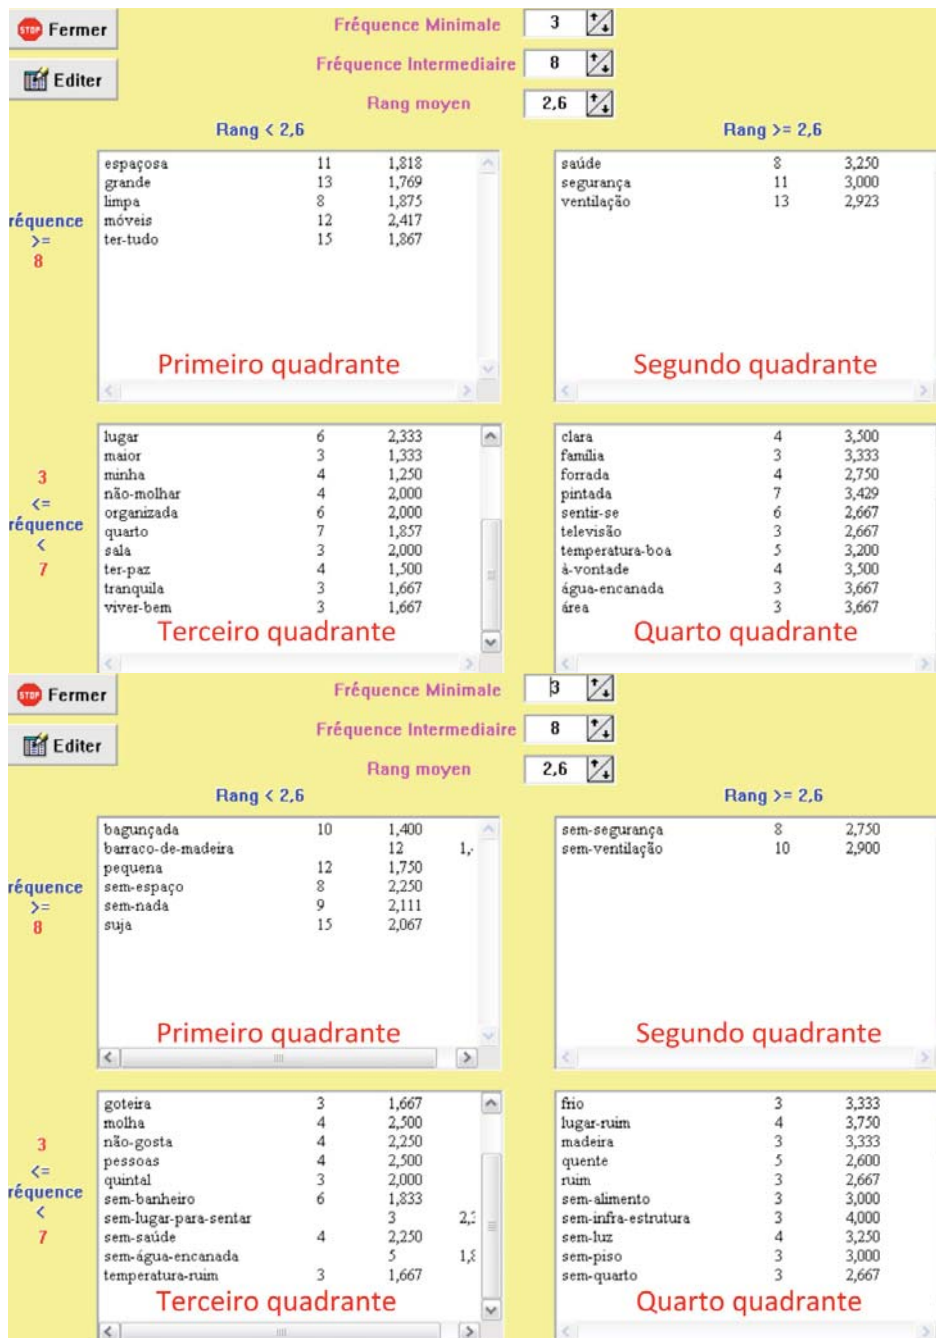 STOP Fermer
Fréquence Minimale 3
Editer
Fréquence Intermediaire 8
Rang moyen 2,6
Rang < 2,6 Rang >= 2,6
réquence
>=
8
espaçosa 11 1,818
grande 13 1,769
limpa 8 1,875
móveis 12 2,417
ter-tudo 15 1,867
Primeiro quadrante
saúde 8 3,250
segurança 11 3,000
ventilação 13 2,923
Segundo quadrante
3
<=
réquence
<
7
lugar 6 2,333
maior 3 1,333
minha 4 1,250
não-molhar 4 2,000
organizada 6 2,000
quarto 7 1,857
sala 3 2,000
ter-paz 4 1,500
tranquila 3 1,667
viver-bem 3 1,667
Terceiro quadrante
clara 4 3,500
família 3 3,333
forrada 4 2,750
pintada 7 3,429
sentir-se 6 2,667
televisão 3 2,667
temperatura-boa 5 3,200
à-vontade 4 3,500
água-encanada 3 3,667
área 3 3,667
Quarto quadrante
STOP Fermer
Fréquence Minimale 3
Editer
Fréquence Intermediaire 8
Rang moyen 2,6
Rang < 2,6 Rang >= 2,6
réquence
>=
8
bagunçada 10 1,400
barraco-de-madeira 12 1,
pequena 12 1,750
sem-espaço 8 2,250
sem-nada 9 2,111
suja 15 2,067
Primeiro quadrante
sem-segurança 8 2,750
sem-ventilação 10 2,900
Segundo quadrante
3
<=
réquence
<
7
goteira 3 1,667
molha 4 2,500
não-gosta 4 2,250
pessoas 4 2,500
quintal 3 2,000
sem-banheiro 6 1,833
sem-lugar-para-sentar 3 2,
sem-saúde 4 2,250
sem-água-encanada 5 1,8
temperatura-ruim 3 1,667
Terceiro quadrante
frio 3 3,333
lugar-ruim 4 3,750
madeira 3 3,333
quente 5 2,600
ruim 3 2,667
sem-alimento 3 3,000
sem-infra-estrutura 3 4,000
sem-luz 4 3,250
sem-piso 3 3,000
sem-quarto 3 2,667
Quarto quadrante